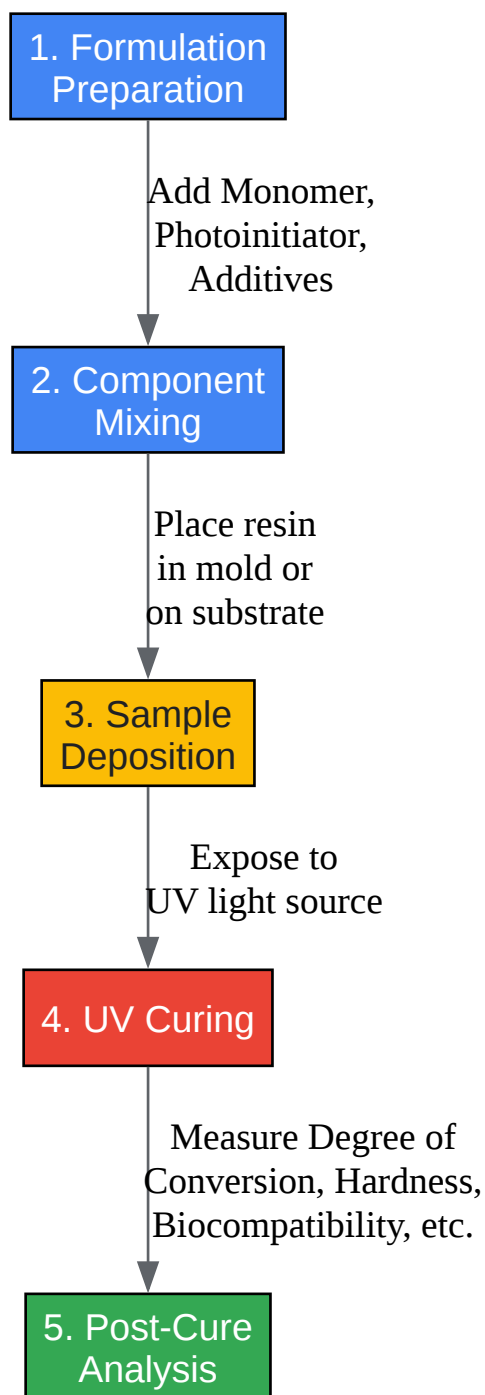 1. Formulation
Preparation
Add Monomer,
Photoinitiator,
Additives
2. Component
Mixing
Place resin
in mold or
on substrate
3. Sample
Deposition
Expose to
UV light source
4. UV Curing
Measure Degree of
Conversion, Hardness,
Biocompatibility, etc.
5. Post-Cure
Analysis